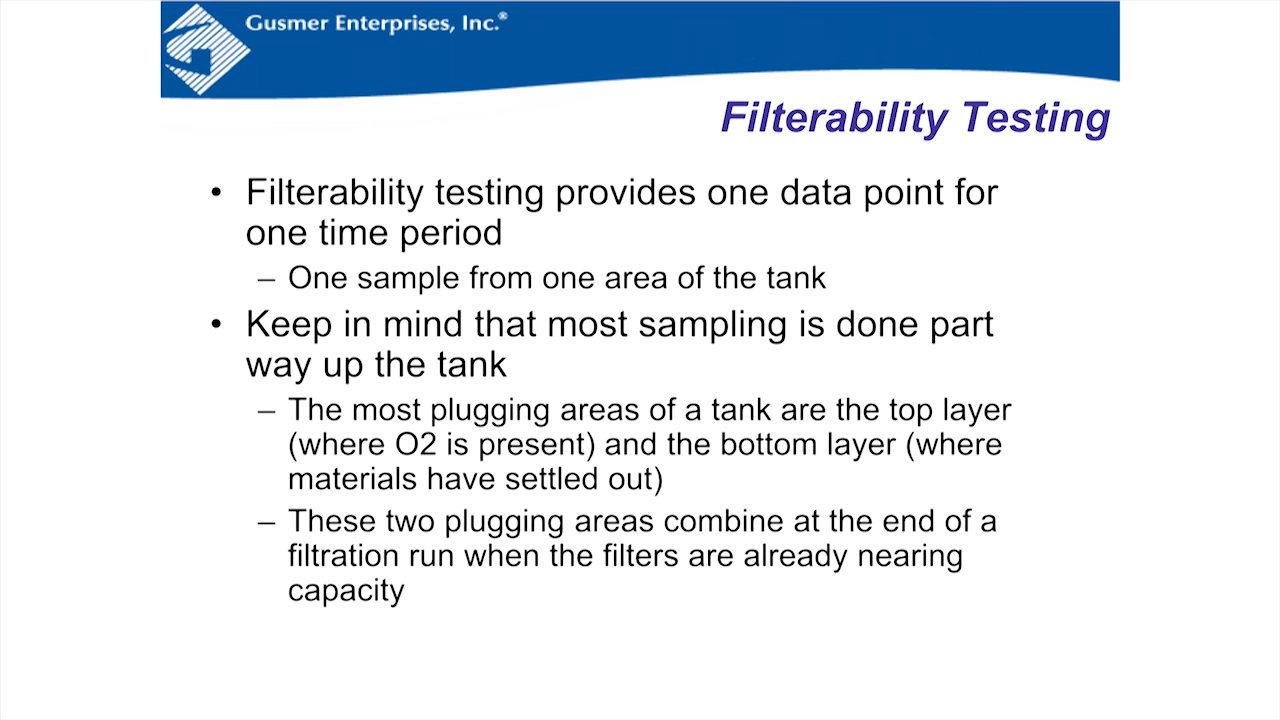 Gusmer Enterprises, Inc.®
Filterability Testing
• Filterability testing provides one data point for
one time period
– One sample from one area of the tank
• Keep in mind that most sampling is done part
way up the tank
– The most plugging areas of a tank are the top layer
(where O2 is present) and the bottom layer (where
materials have settled out)
– These two plugging areas combine at the end of a
filtration run when the filters are already nearing
capacity